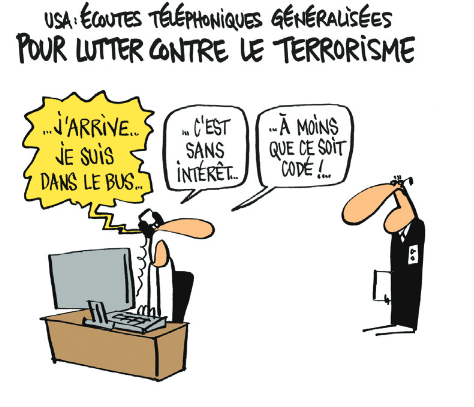 USA: ÉCOUTES TÉLÉPHONIQUES GÉNÉRALISÉES
POUR LUTTER CONTRE LE TERRORISME
...J'ARRIVE...
JE SUIS
DANS LE BUS...
...C'EST
SANS
INTÉRÊT...
...À MOINS
QUE CE SOIT
CODÉ !...